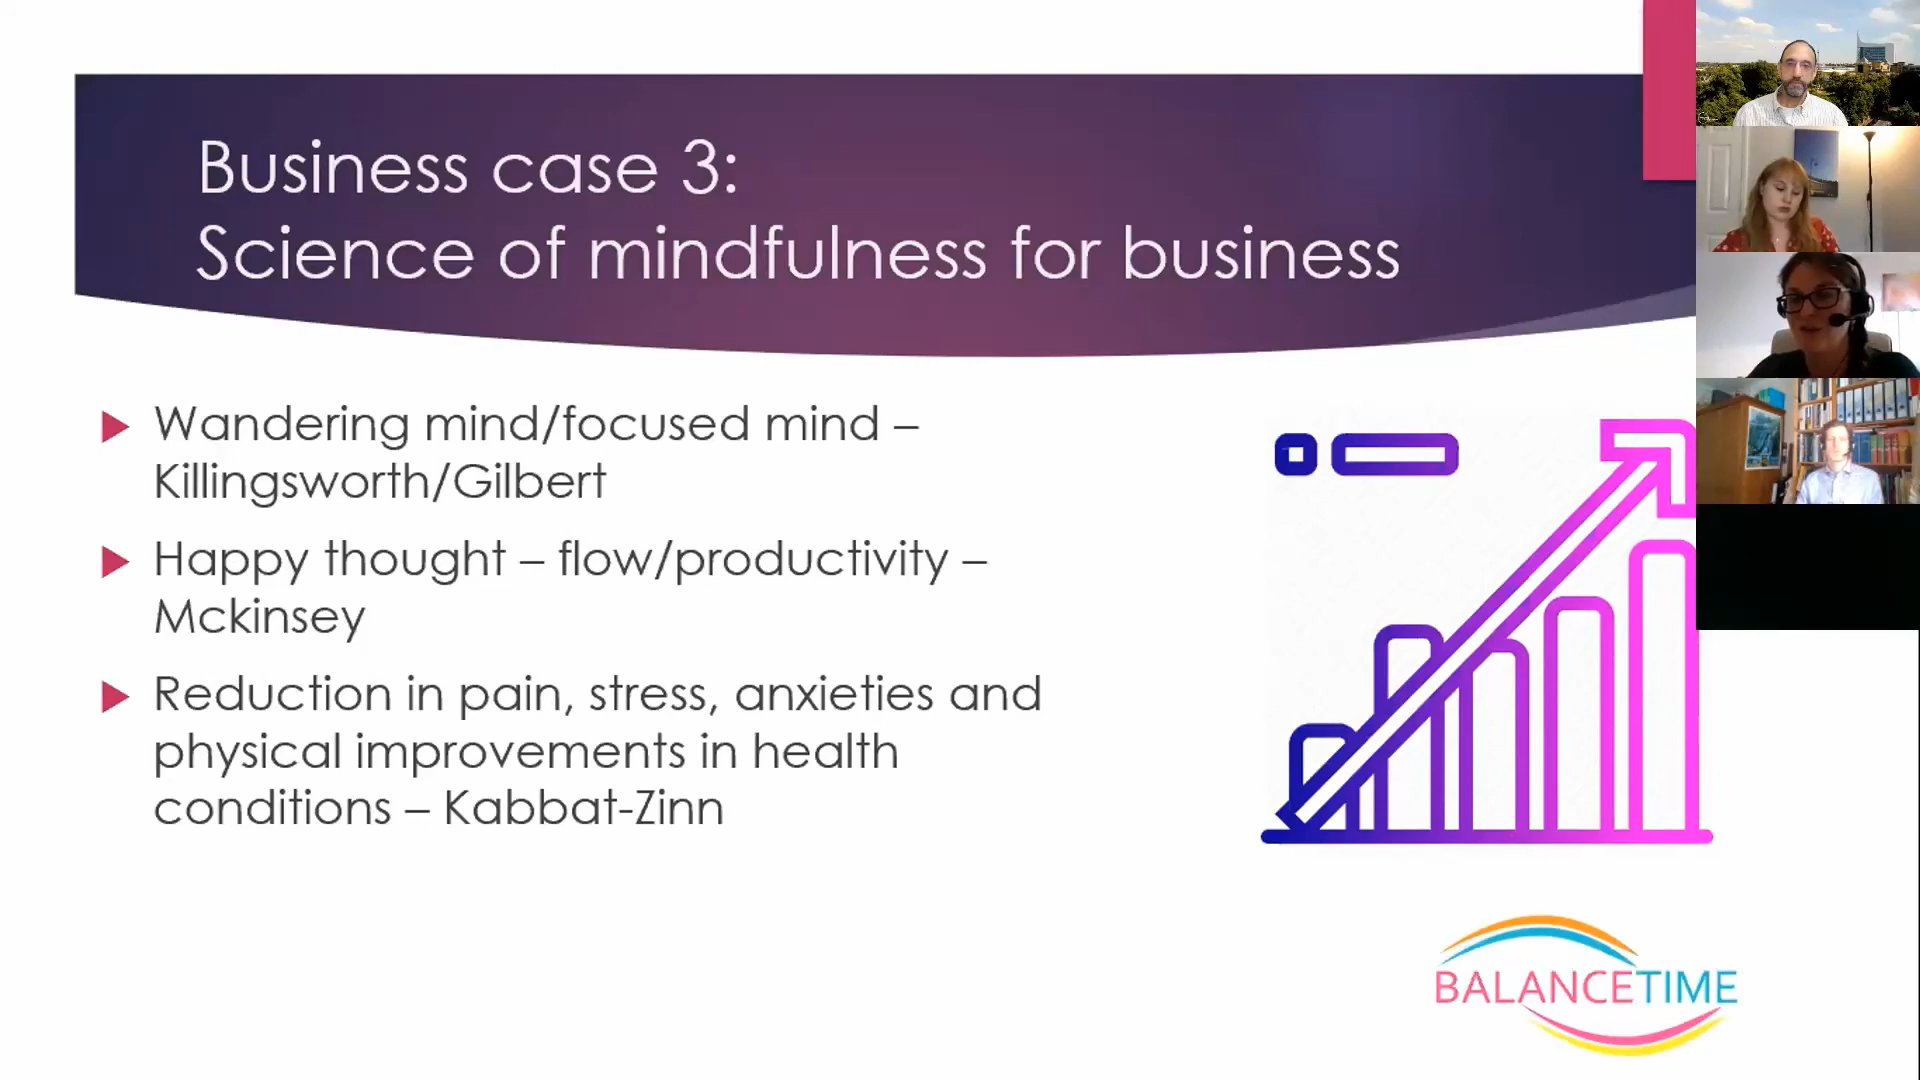 Business case 3:
Science of mindfulness for business
Wandering mind/focused mind –
Killingsworth/Gilbert
Happy thought – flow/productivity –
Mckinsey
Reduction in pain, stress, anxieties and
physical improvements in health
conditions – Kabbat-Zinn
BALANCETIME